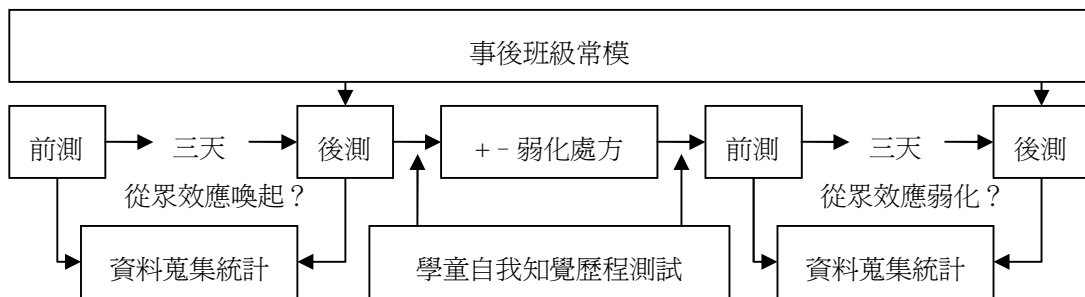 事後班級常模
前測 三天 後測 +-弱化處方 前測 三天 後測
從眾效應喚起？ 從眾效應弱化？
資料蒐集統計 學童自我知覺歷程測試 資料蒐集統計